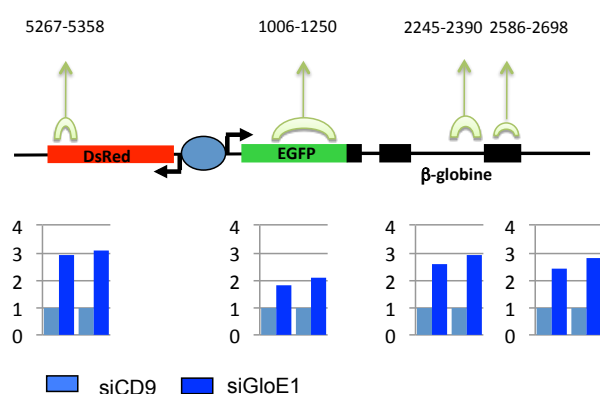 5267-5358 1006-1250 2245-2390 2586-2698
DsRed EGFP
β-globine
4 4 4 4
3 3 3 3
2 2 2 2
1 1 1 1
0 0 0 0
siCD9 siGloE1